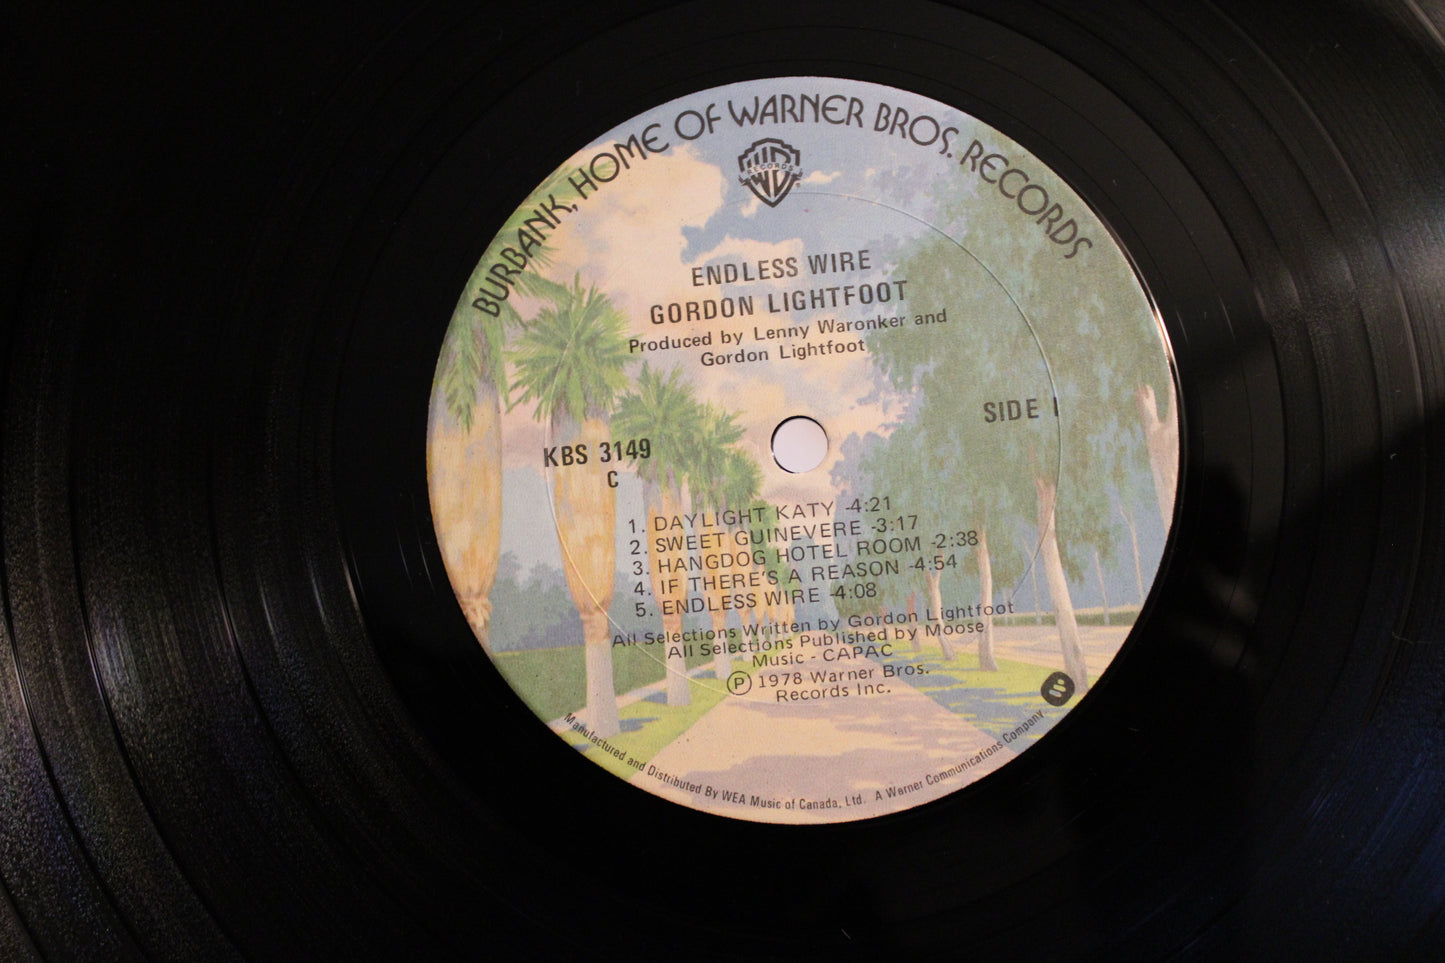 BURBANK, HOME OF WARNER BROS. RECORDS
RECORDS
ENDLESS WIRE
GORDON LIGHTFOOT
Produced by Lenny Waronker and
Gordon Lightfoot
SIDE 1
KBS 3149
C
1. DAYLIGHT KATY -4:21
2. SWEET GUINEVERE -3:17
3. HANGDOG HOTEL ROOM -2:38
4. IF THERE'S A REASON -4:54
5. ENDLESS WIRE -4:08
All Selections Written by Gordon Lightfoot
All Selections Published by Moose
Music - CAPAC
Ⓟ 1978 Warner Bros.
Records Inc.
Manufactured and Distributed By WEA Music of Canada, Ltd. A Warner Communications Company